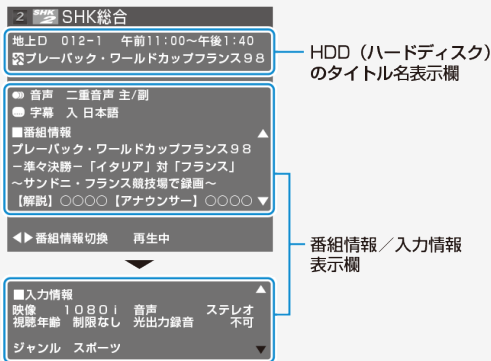 2 SHK2 SHK総合
地上D 012-1 午前11:00~午後1:40
プレーバック・ワールドカップフランス98
HDD(ハードディスク)
のタイトル名表示欄
音声 二重音声 主/副
字幕 入 日本語
■番組情報 ▲
プレーバック・ワールドカップフランス98
-準々決勝-「イタリア」対「フランス」
~サンドニ・フランス競技場で録画~
【解説】○○○○【アナウンサー】○○○○ ▼
◀▶番組情報切換 再生中
番組情報/入力情報
表示欄
■入力情報 ▲
映像 1080i 音声 ステレオ
視聴年齢 制限なし 光出力録音 不可
ジャンル スポーツ ▼